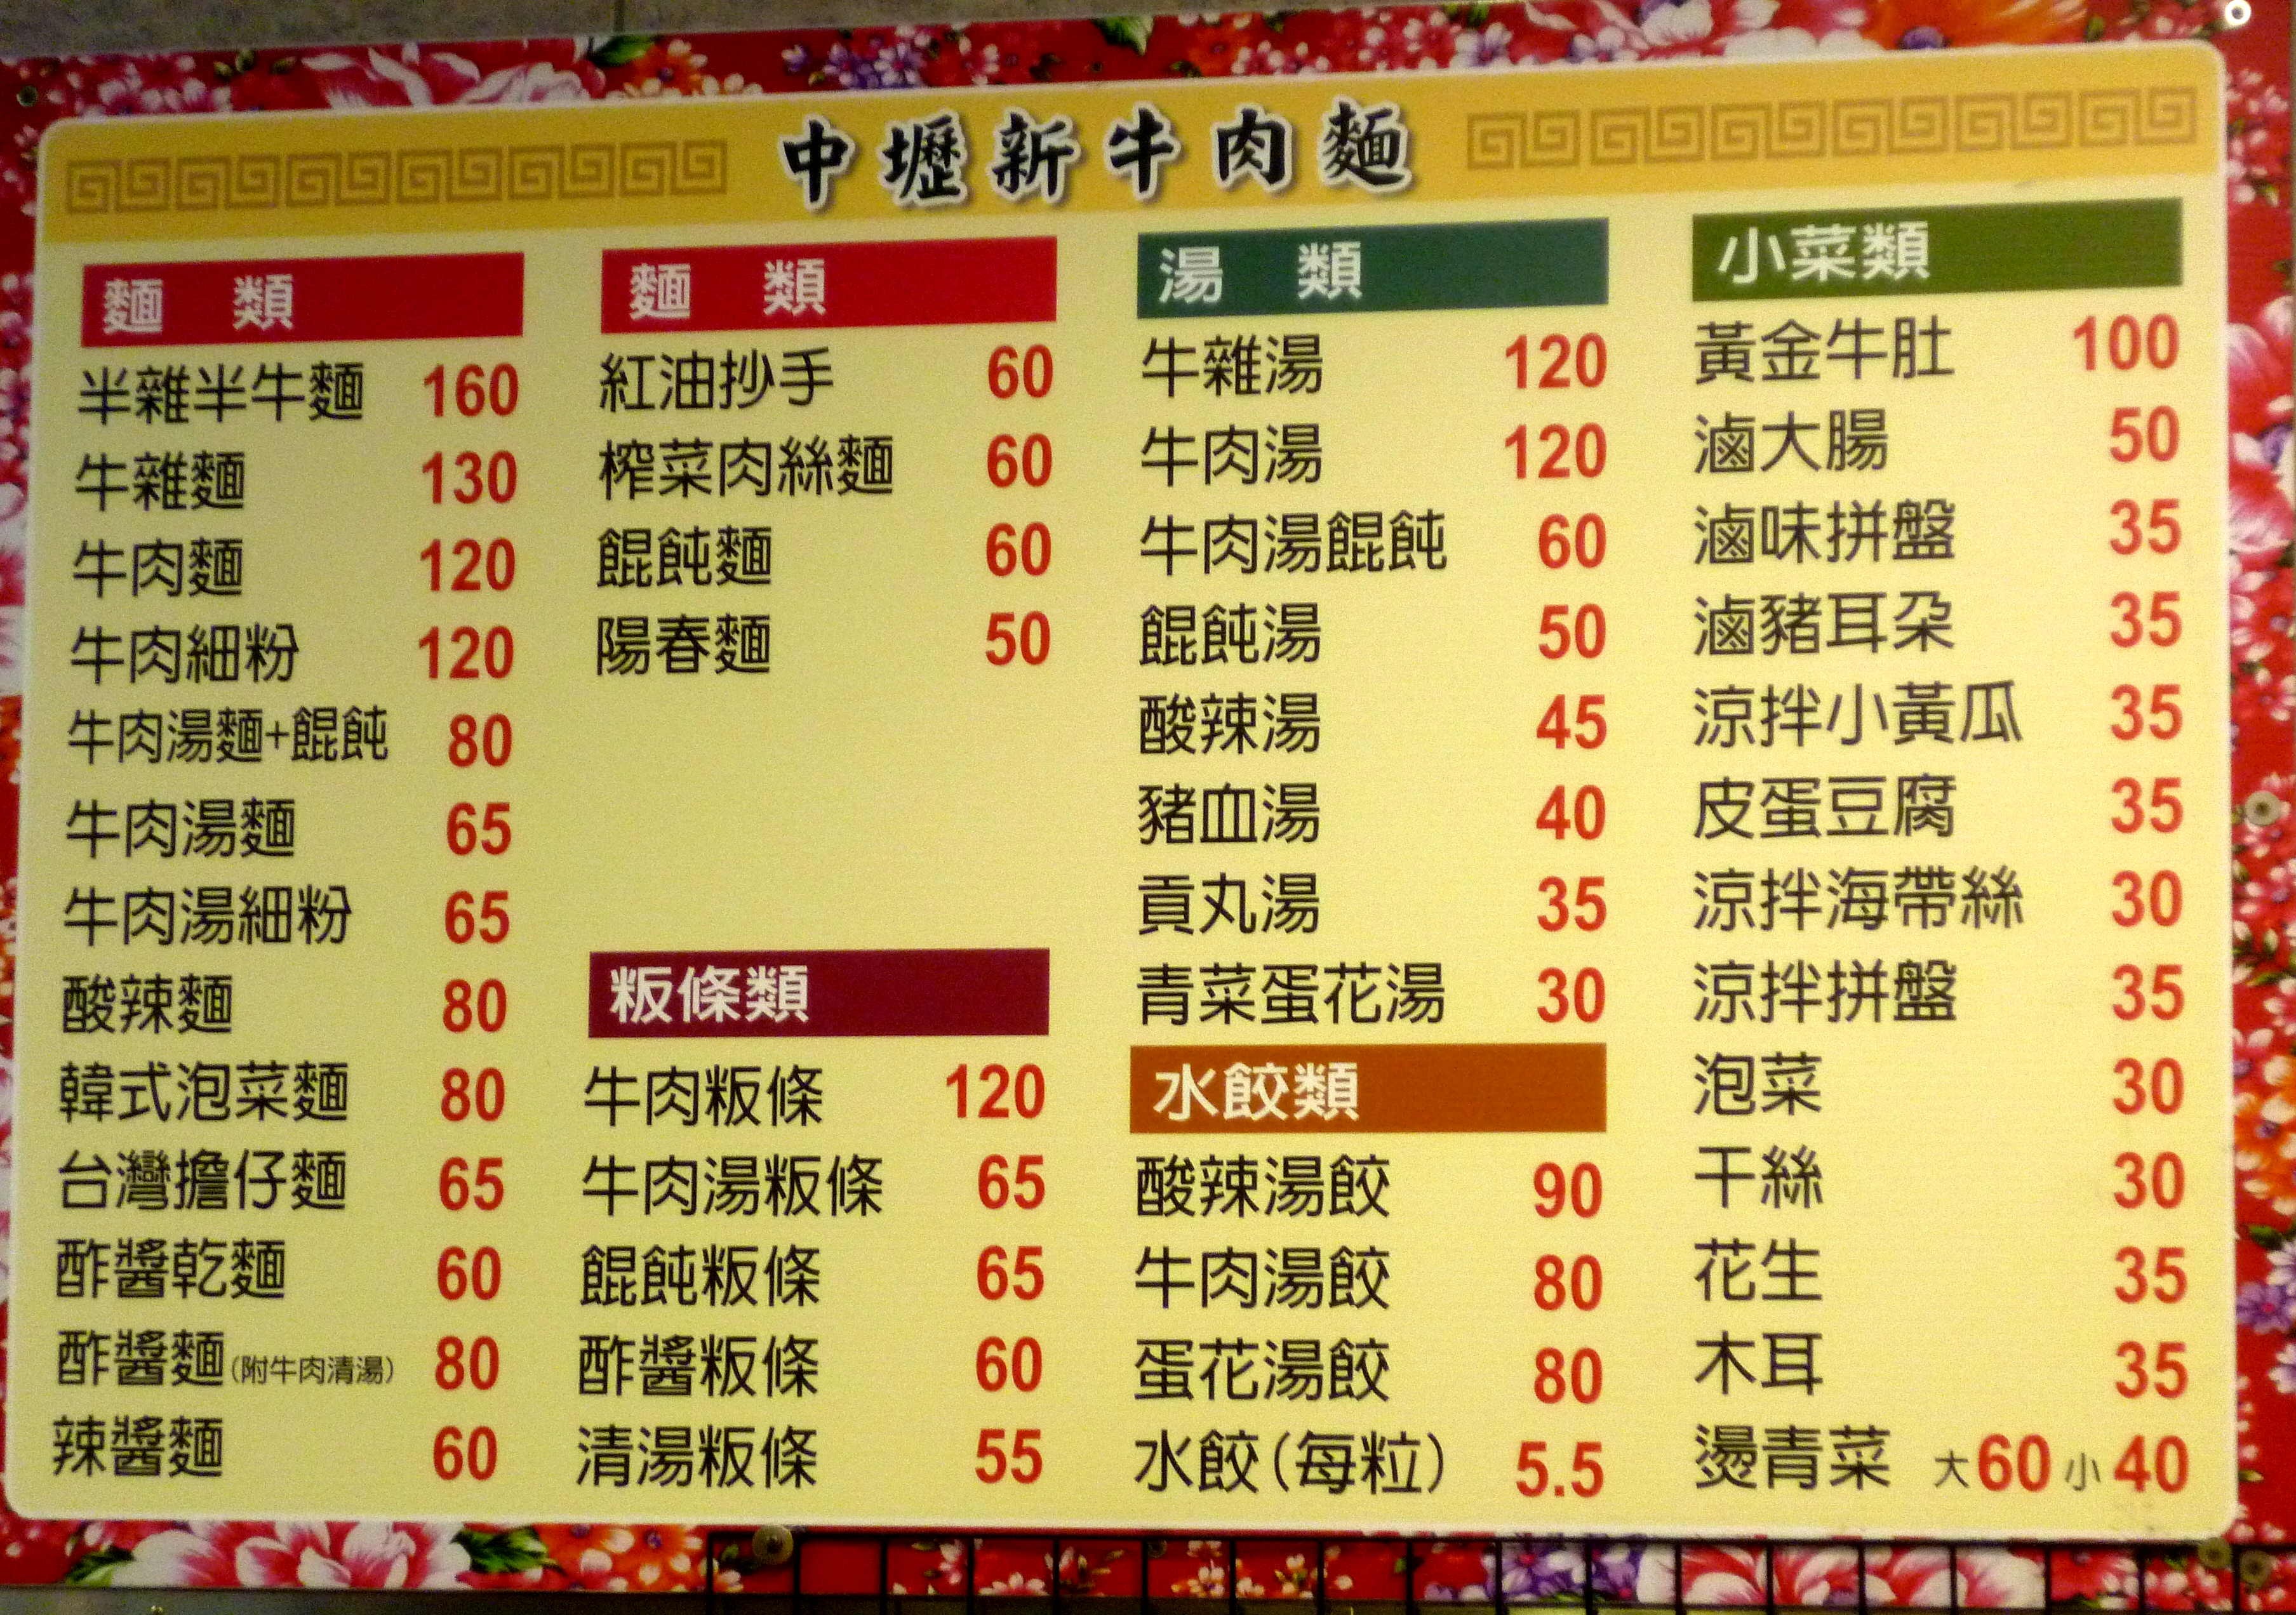 中壢新牛肉麵
麵 類
半雜半牛麵 160
牛雜麵 130
牛肉麵 120
牛肉細粉 120
牛肉湯麵+餛飩 80
牛肉湯麵 65
牛肉湯細粉 65
酸辣麵 80
韓式泡菜麵 80
台灣擔仔麵 65
酢醬乾麵 60
酢醬麵(附牛肉清湯) 80
辣醬麵 60
麵 類
紅油抄手 60
榨菜肉絲麵 60
餛飩麵 60
陽春麵 50
粄條類
牛肉粄條 120
牛肉湯粄條 65
餛飩粄條 65
酢醬粄條 60
清湯粄條 55
湯 類
牛雜湯 120
牛肉湯 120
牛肉湯餛飩 60
餛飩湯 50
酸辣湯 45
豬血湯 40
貢丸湯 35
青菜蛋花湯 30
水餃類
酸辣湯餃 90
牛肉湯餃 80
蛋花湯餃 80
水餃(每粒) 5.5
小菜類
黃金牛肚 100
滷大腸 50
滷味拼盤 35
滷豬耳朵 35
涼拌小黃瓜 35
皮蛋豆腐 35
涼拌海帶絲 30
涼拌拼盤 35
泡菜 30
干絲 30
花生 35
木耳 35
燙青菜 大60 小40